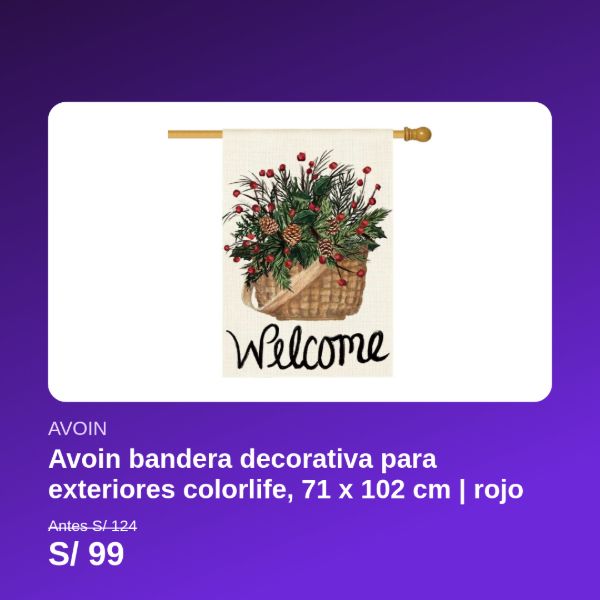 Welcome
AVOIN
Avoin bandera decorativa para
exteriores colorlife, 71 x 102 cm | rojo
Antes S/ 124
S/ 99